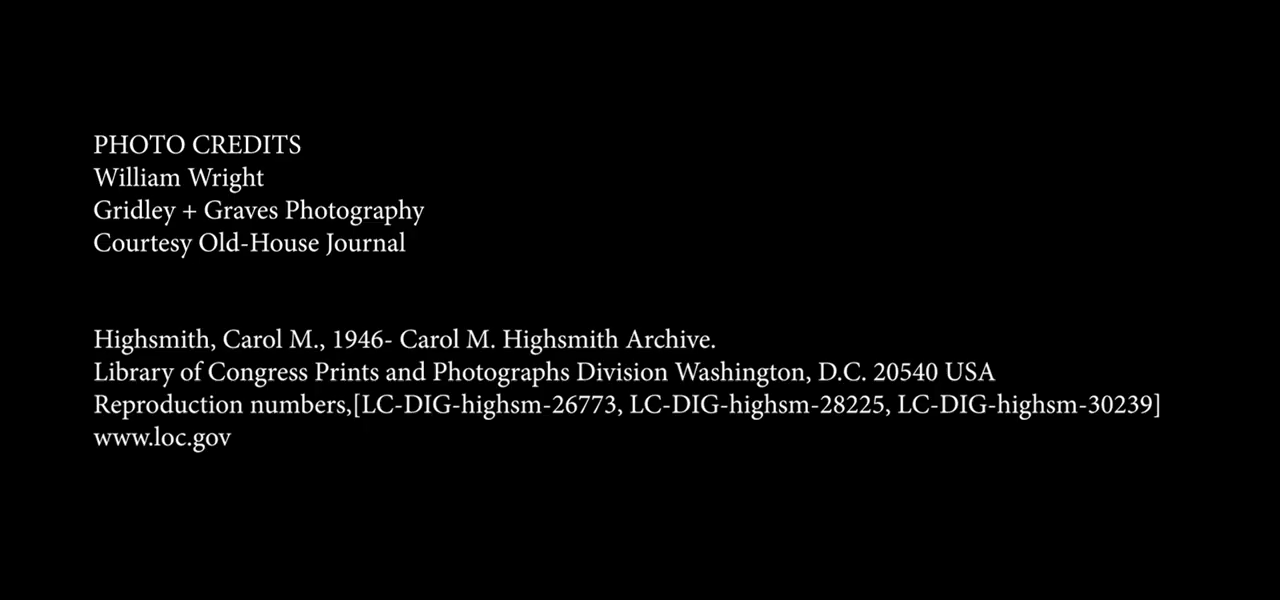 PHOTO CREDITS
William Wright
Gridley + Graves Photography
Courtesy Old-House Journal
Highsmith, Carol M., 1946- Carol M. Highsmith Archive.
Library of Congress Prints and Photographs Division Washington, D.C. 20540 USA
Reproduction numbers,[LC-DIG-highsm-26773, LC-DIG-highsm-28225, LC-DIG-highsm-30239]
www.loc.gov